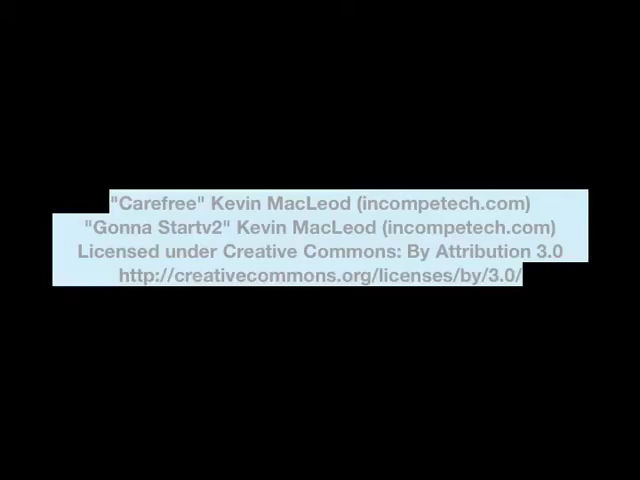 "Carefree" Kevin MacLeod (incompetech.com)
"Gonna Startv2" Kevin MacLeod (incompetech.com)
Licensed under Creative Commons: By Attribution 3.0
http://creativecommons.org/licenses/by/3.0/